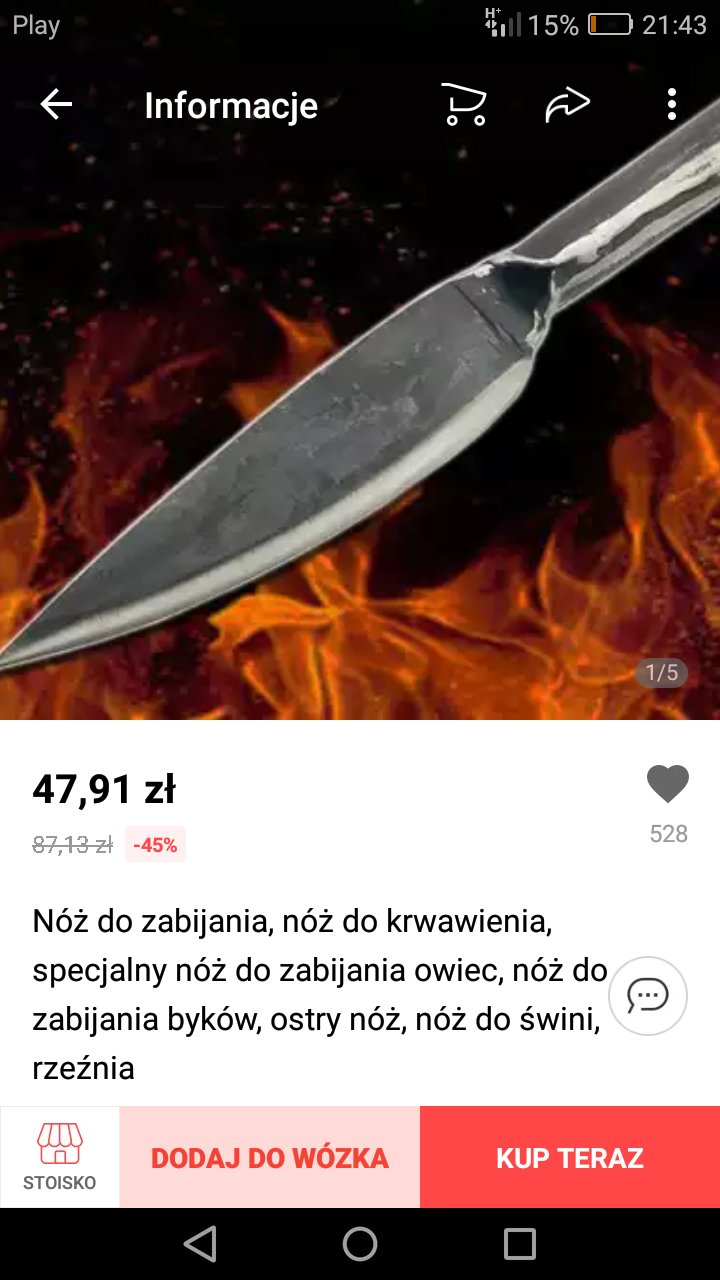 Play
H+ 15% 21:43
Informacje
1/5
47,91 zł
87,13 zł -45%
528
Nóż do zabijania, nóż do krwawienia,
specjalny nóż do zabijania owiec, nóż do
zabijania byków, ostry nóż, nóż do świni,
rzeźnia
STOISKO
DODAJ DO WÓZKA
KUP TERAZ